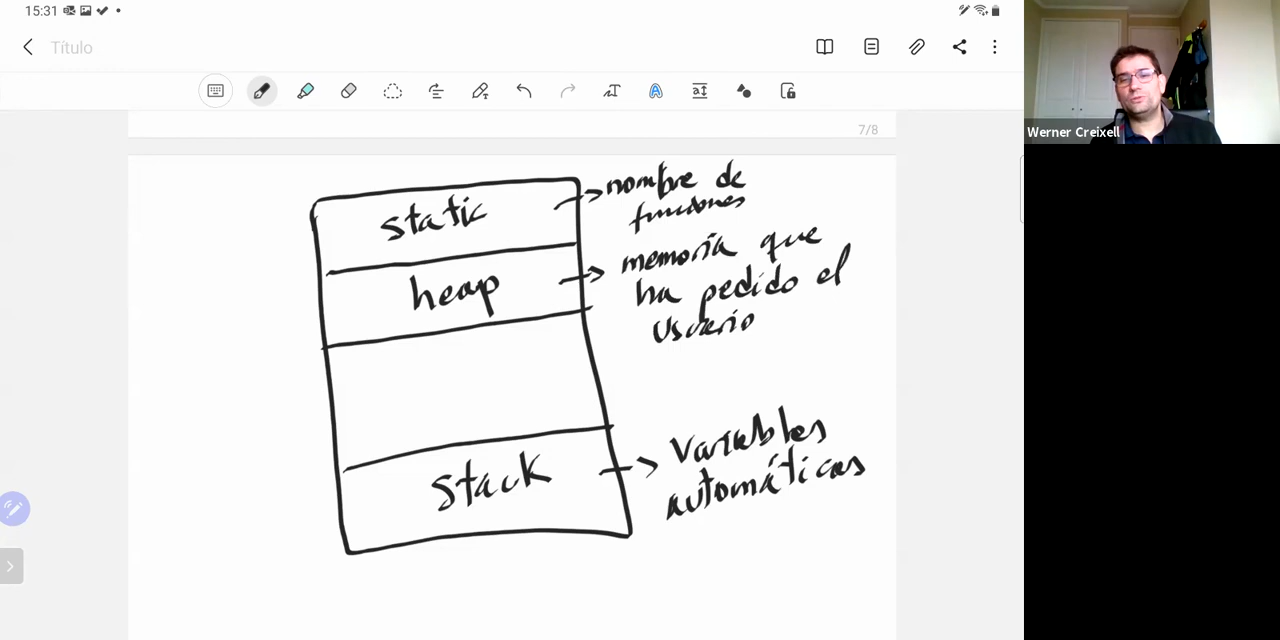 15:31
Título
7/8
static
nombre de
funciones
heap
memoria que
ha pedido el
usuario
stack
variables
automáticas
Werner Creixell